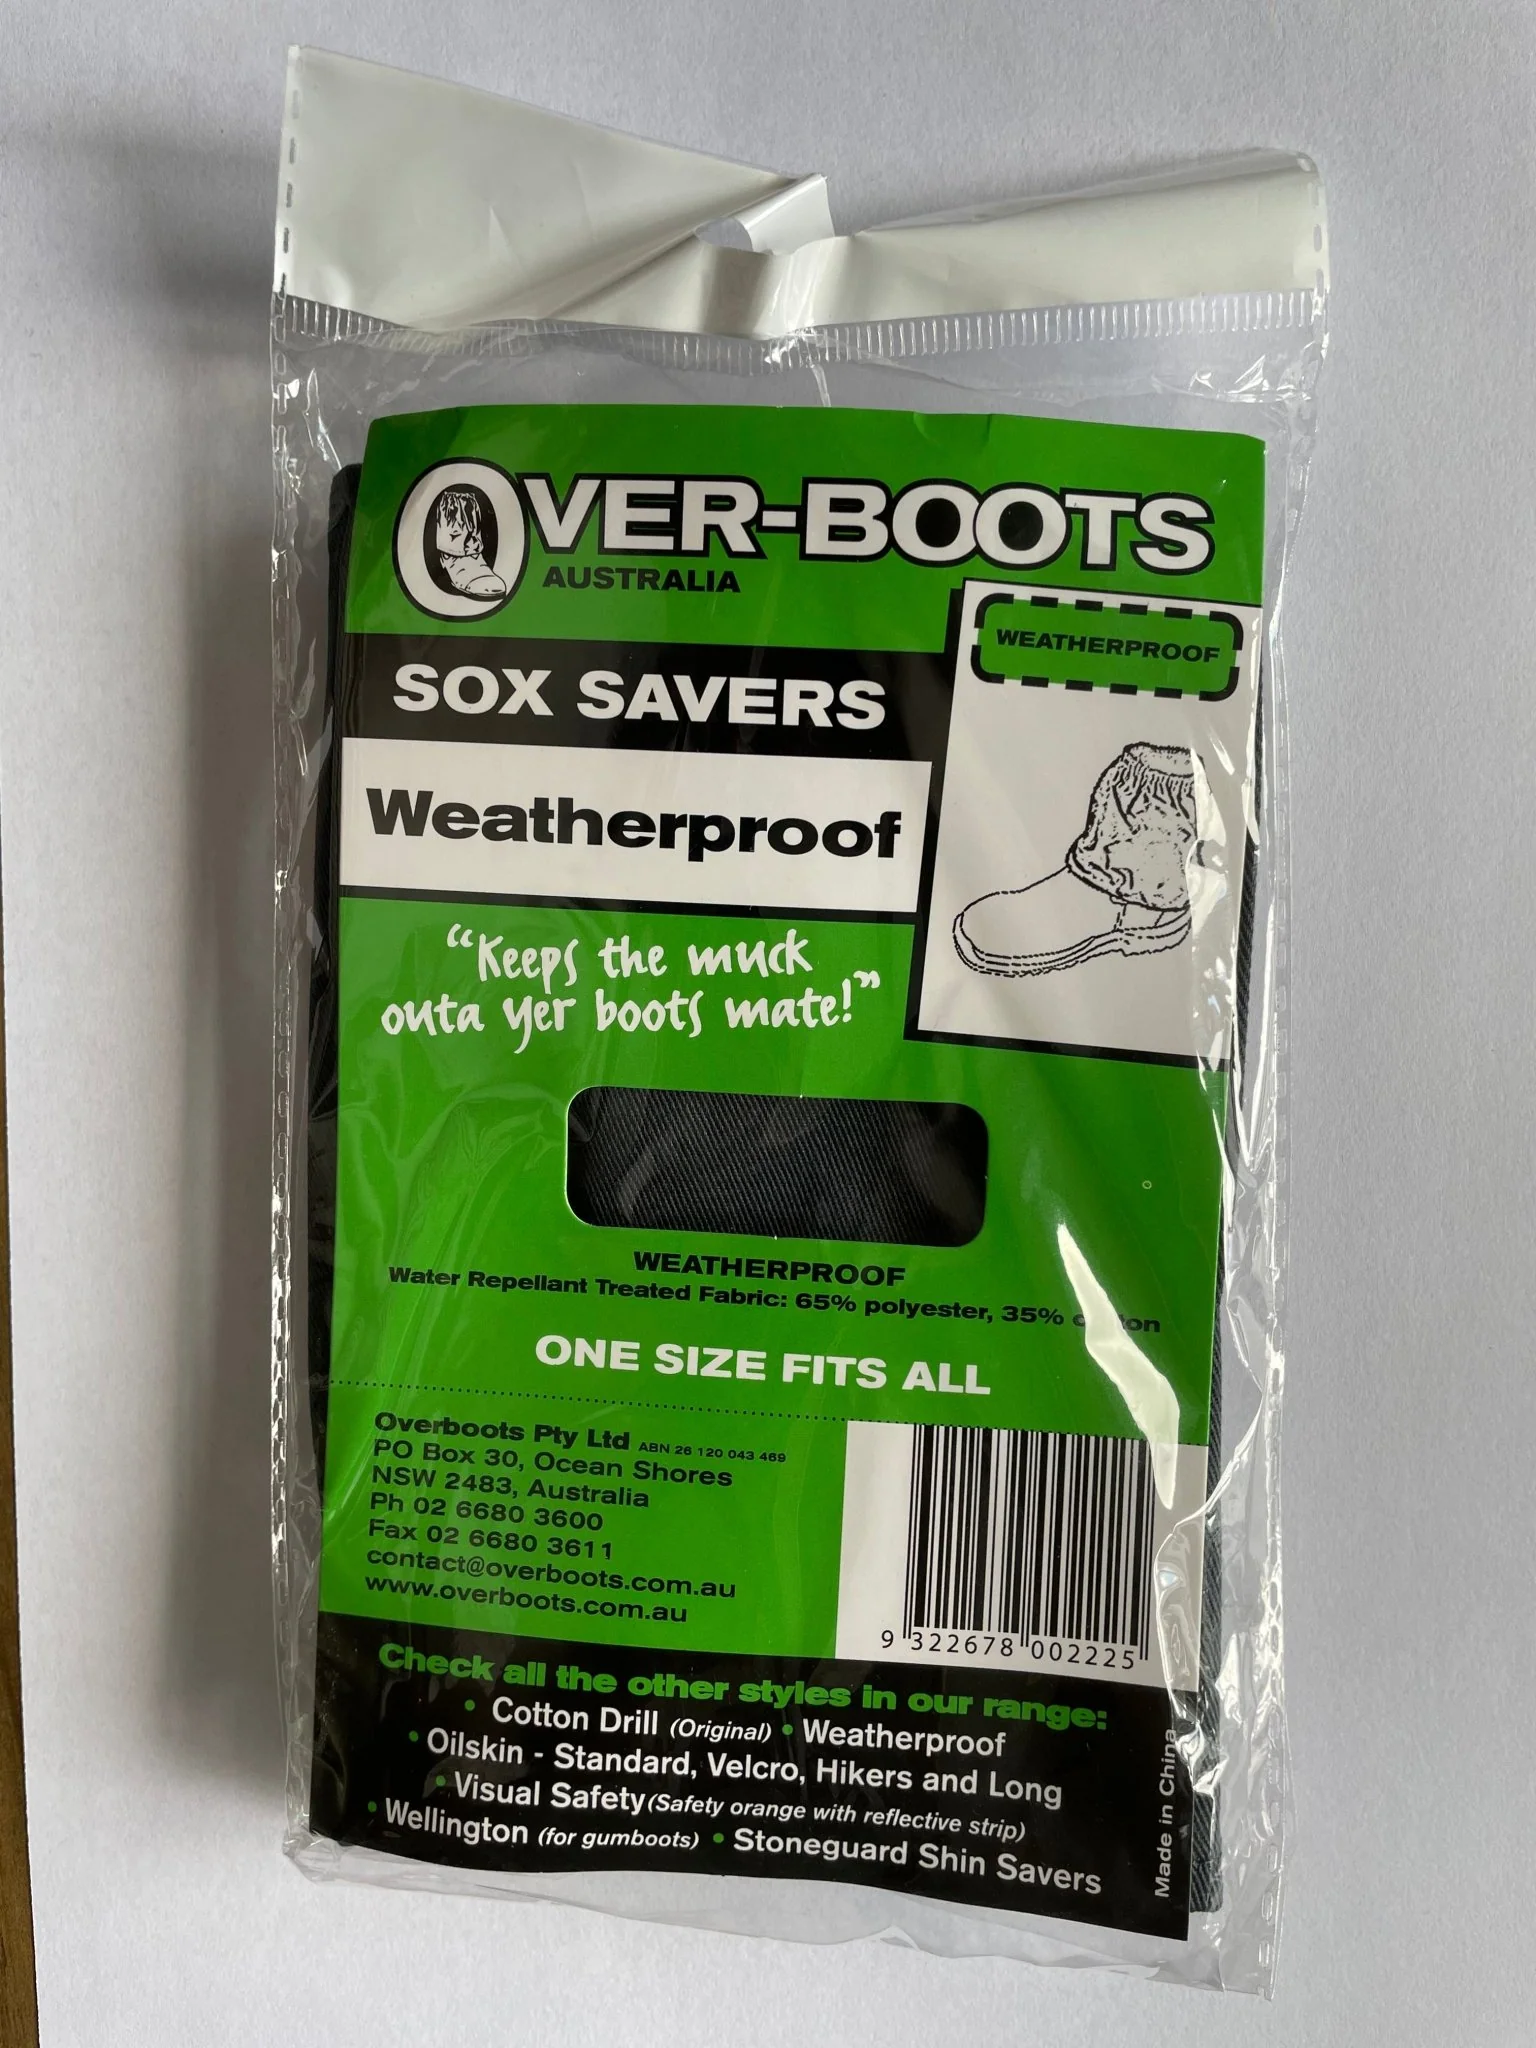 OVER-BOOTS
AUSTRALIA
WEATHERPROOF
SOX SAVERS
Weatherproof
"Keeps the muck
outa yer boots mate!"
WEATHERPROOF
Water Repellant Treated Fabric: 65% polyester, 35% cotton
ONE SIZE FITS ALL
Overboots Pty Ltd ABN 26 120 043 469
PO Box 30, Ocean Shores
NSW 2483, Australia
Ph 02 6680 3600
Fax 02 6680 3611
contact@overboots.com.au
www.overboots.com.au
9 322678 002225
Check all the other styles in our range:
• Cotton Drill (Original) • Weatherproof
• Oilskin - Standard, Velcro, Hikers and Long
• Visual Safety (Safety orange with reflective strip)
• Wellington (for gumboots) • Stoneguard Shin Savers
Made in China